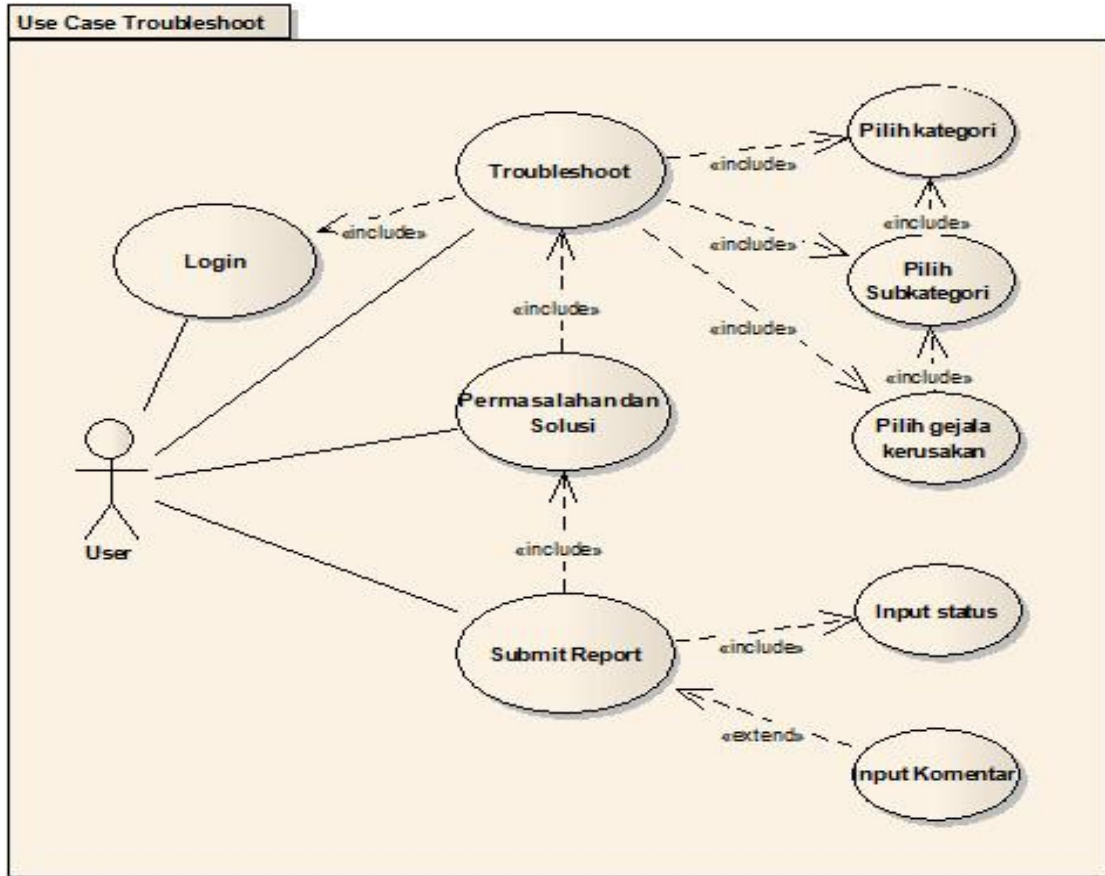 Use Case Troubleshoot
Troubleshoot
Pilih kategori
«include»
«include»
Login
«include»
«include»
Pilih
Subkategori
«include»
«include»
«include»
Permasalahan dan
Solusi
Pilih gejala
kerusakan
User
«include»
Input status
Submit Report
«include»
«extend»
Input Komentar